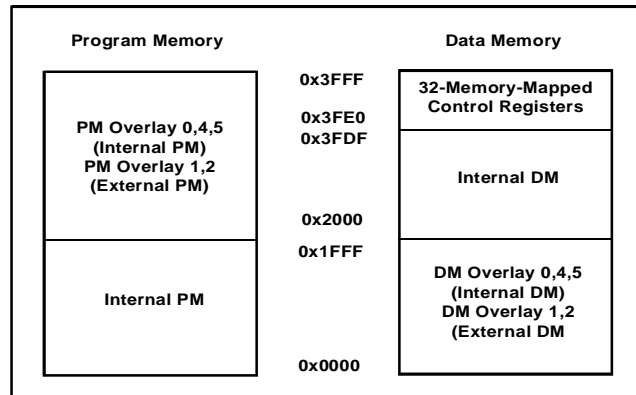 Program Memory
PM Overlay 0,4,5
(Internal PM)
PM Overlay 1,2
(External PM)
Internal PM
0x3FFF
0x3FE0
0x3FDF
0x2000
0x1FFF
0x0000
Data Memory
32-Memory-Mapped
Control Registers
Internal DM
DM Overlay 0,4,5
(Internal DM)
DM Overlay 1,2
(External DM